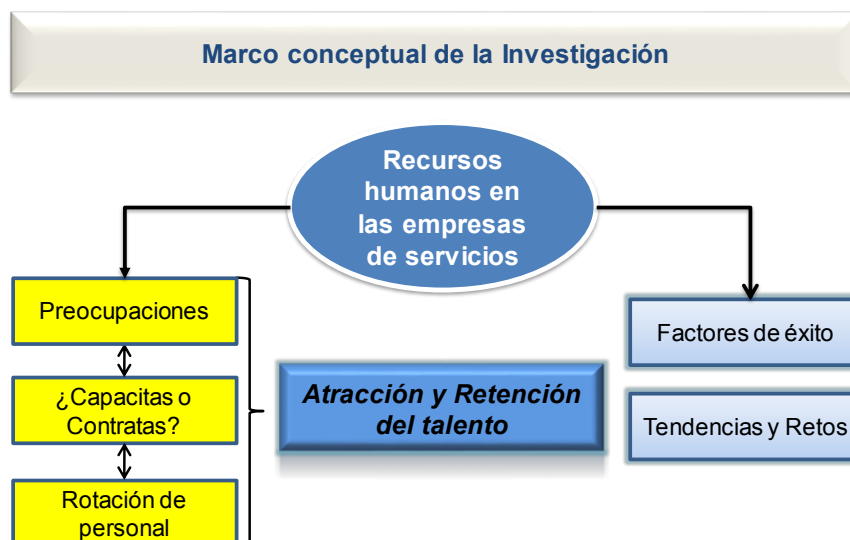 Marco conceptual de la Investigación
Recursos
humanos en
las empresas
de servicios
Preocupaciones
¿Capacitas o
Contratas?
Rotación de
personal
Atracción y Retención
del talento
Factores de éxito
Tendencias y Retos